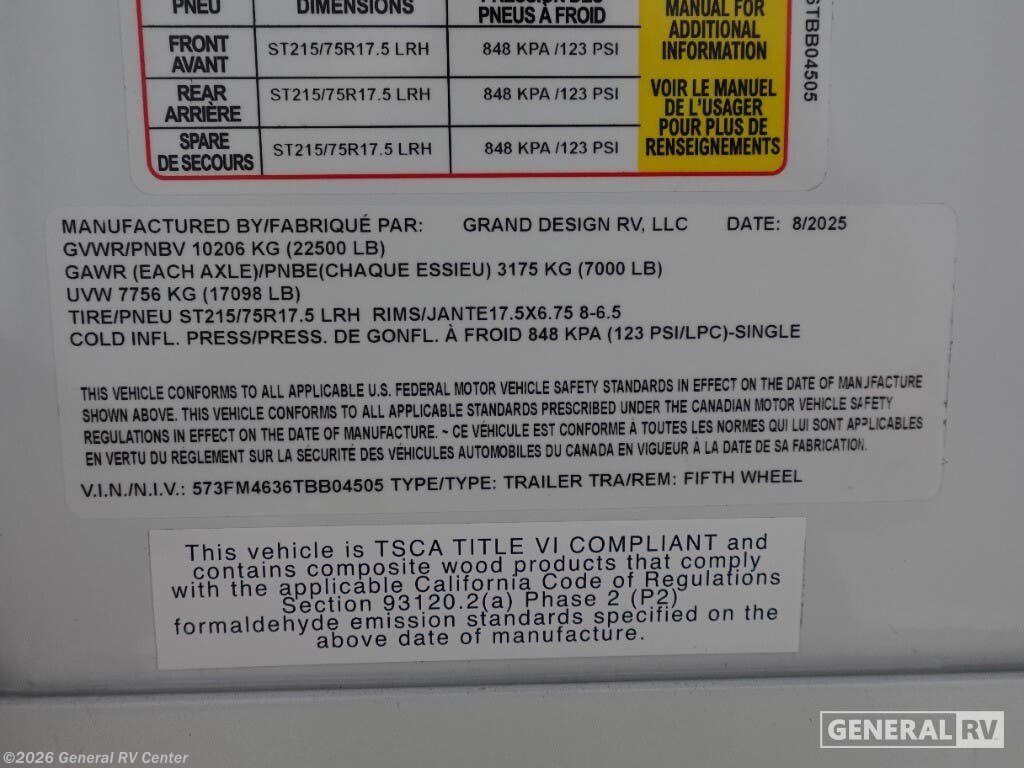 PNEU DIMENSIONS PRESSION DES PNEUS À FROID
FRONT AVANT ST215/75R17.5 LRH 848 KPA /123 PSI
REAR ARRIÈRE ST215/75R17.5 LRH 848 KPA /123 PSI
SPARE DE SECOURS ST215/75R17.5 LRH 848 KPA /123 PSI
MANUAL FOR
ADDITIONAL
INFORMATION
VOIR LE MANUEL
DE L'USAGER
POUR PLUS DE
RENSEIGNEMENTS
TBB04505
MANUFACTURED BY/FABRIQUÉ PAR: GRAND DESIGN RV, LLC DATE: 8/2025
GVWR/PNBV 10206 KG (22500 LB)
GAWR (EACH AXLE)/PNBE(CHAQUE ESSIEU) 3175 KG (7000 LB)
UVW 7756 KG (17098 LB)
TIRE/PNEU ST215/75R17.5 LRH RIMS/JANTE17.5X6.75 8-6.5
COLD INFL. PRESS/PRESS. DE GONFL. À FROID 848 KPA (123 PSI/LPC)-SINGLE
THIS VEHICLE CONFORMS TO ALL APPLICABLE U.S. FEDERAL MOTOR VEHICLE SAFETY STANDARDS IN EFFECT ON THE DATE OF MANUFACTURE
SHOWN ABOVE. THIS VEHICLE CONFORMS TO ALL APPLICABLE STANDARDS PRESCRIBED UNDER THE CANADIAN MOTOR VEHICLE SAFETY
REGULATIONS IN EFFECT ON THE DATE OF MANUFACTURE. ~ CE VÉHICULE EST CONFORME À TOUTES LES NORMES QUI LUI SONT APPLICABLES
EN VERTU DU RÉGLEMENT SUR LA SÉCURITÉ DES VÉHICULES AUTOMOBILES DU CANADA EN VIGUEUR À LA DATE DE SA FABRICATION.
V.I.N./N.I.V.: 573FM4636TBB04505 TYPE/TYPE: TRAILER TRA/REM: FIFTH WHEEL
This vehicle is TSCA TITLE VI COMPLIANT and
contains composite wood products that comply
with the applicable California Code of Regulations
Section 93120.2(a) Phase 2 (P2)
formaldehyde emission standards specified on the
above date of manufacture.
GENERAL RV
©2026 General RV Center